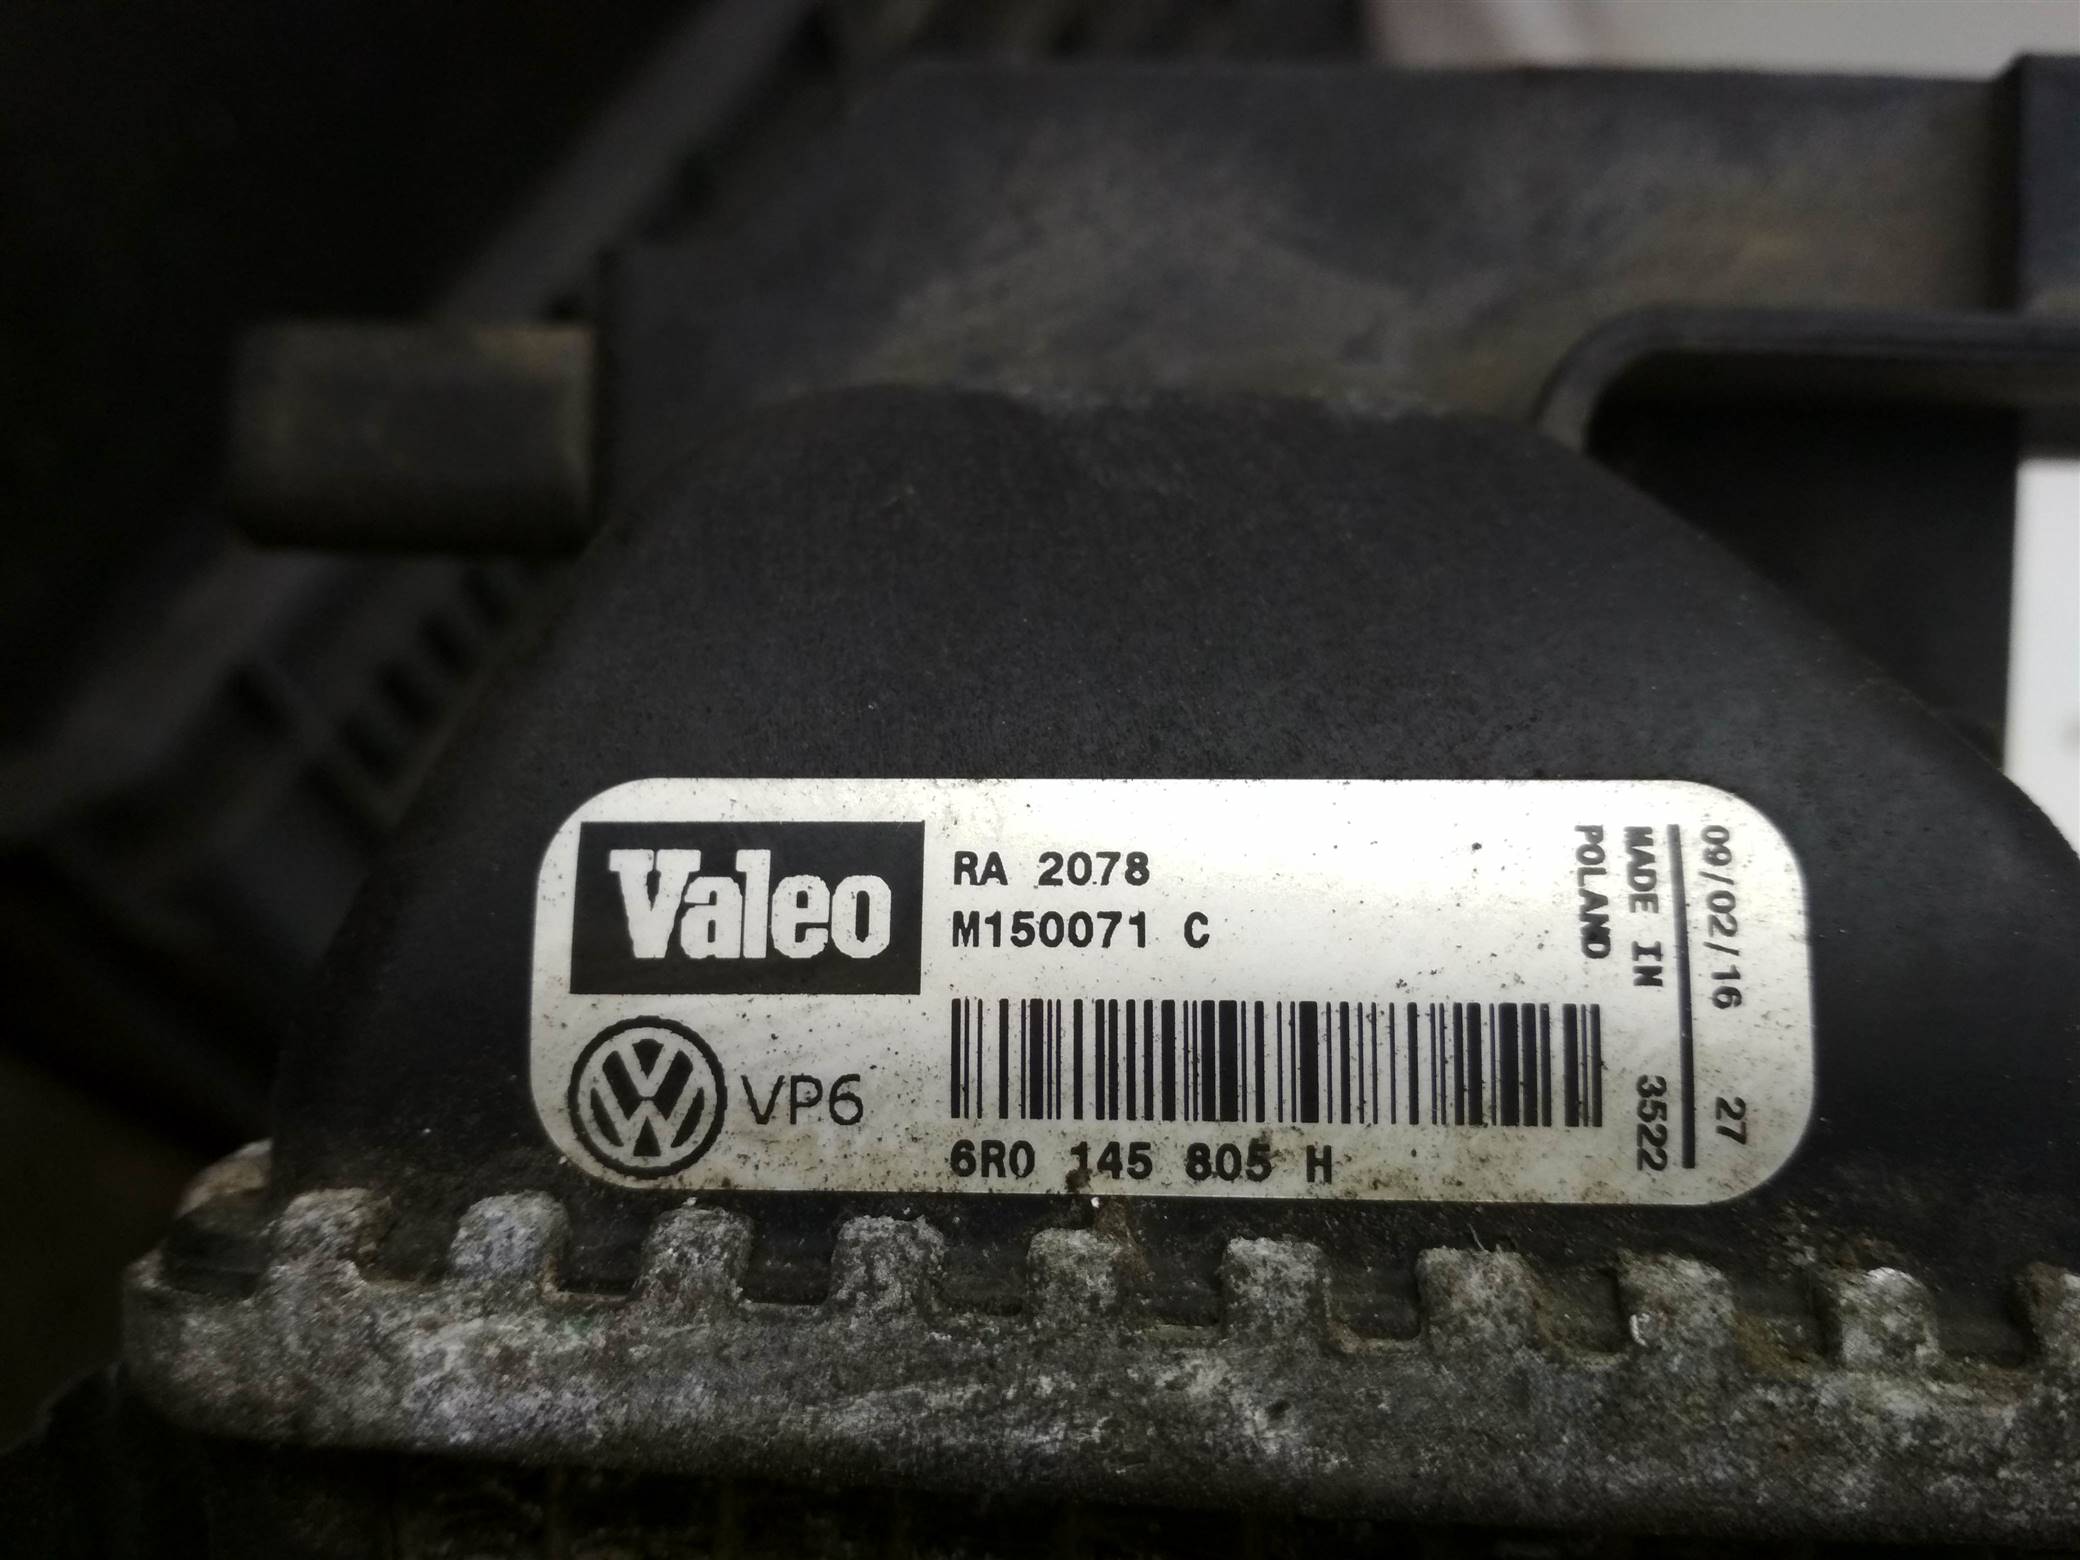 Valeo
RA 2078
M150071 C
VP6
6R0 145 805 H
MADE IN
POLAND
3522
09/02/16 27